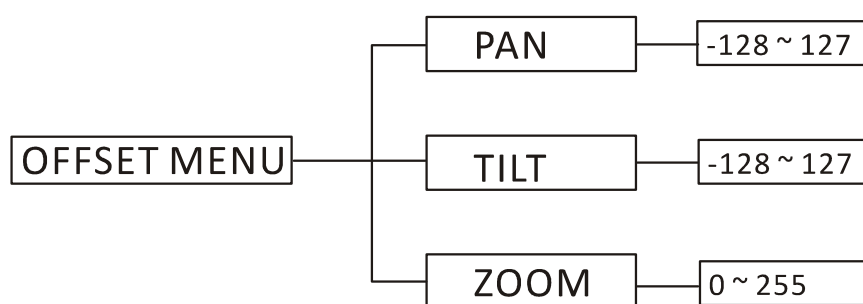 PAN
-128 ~ 127
OFFSET MENU
TILT
-128 ~ 127
ZOOM
0 ~ 255